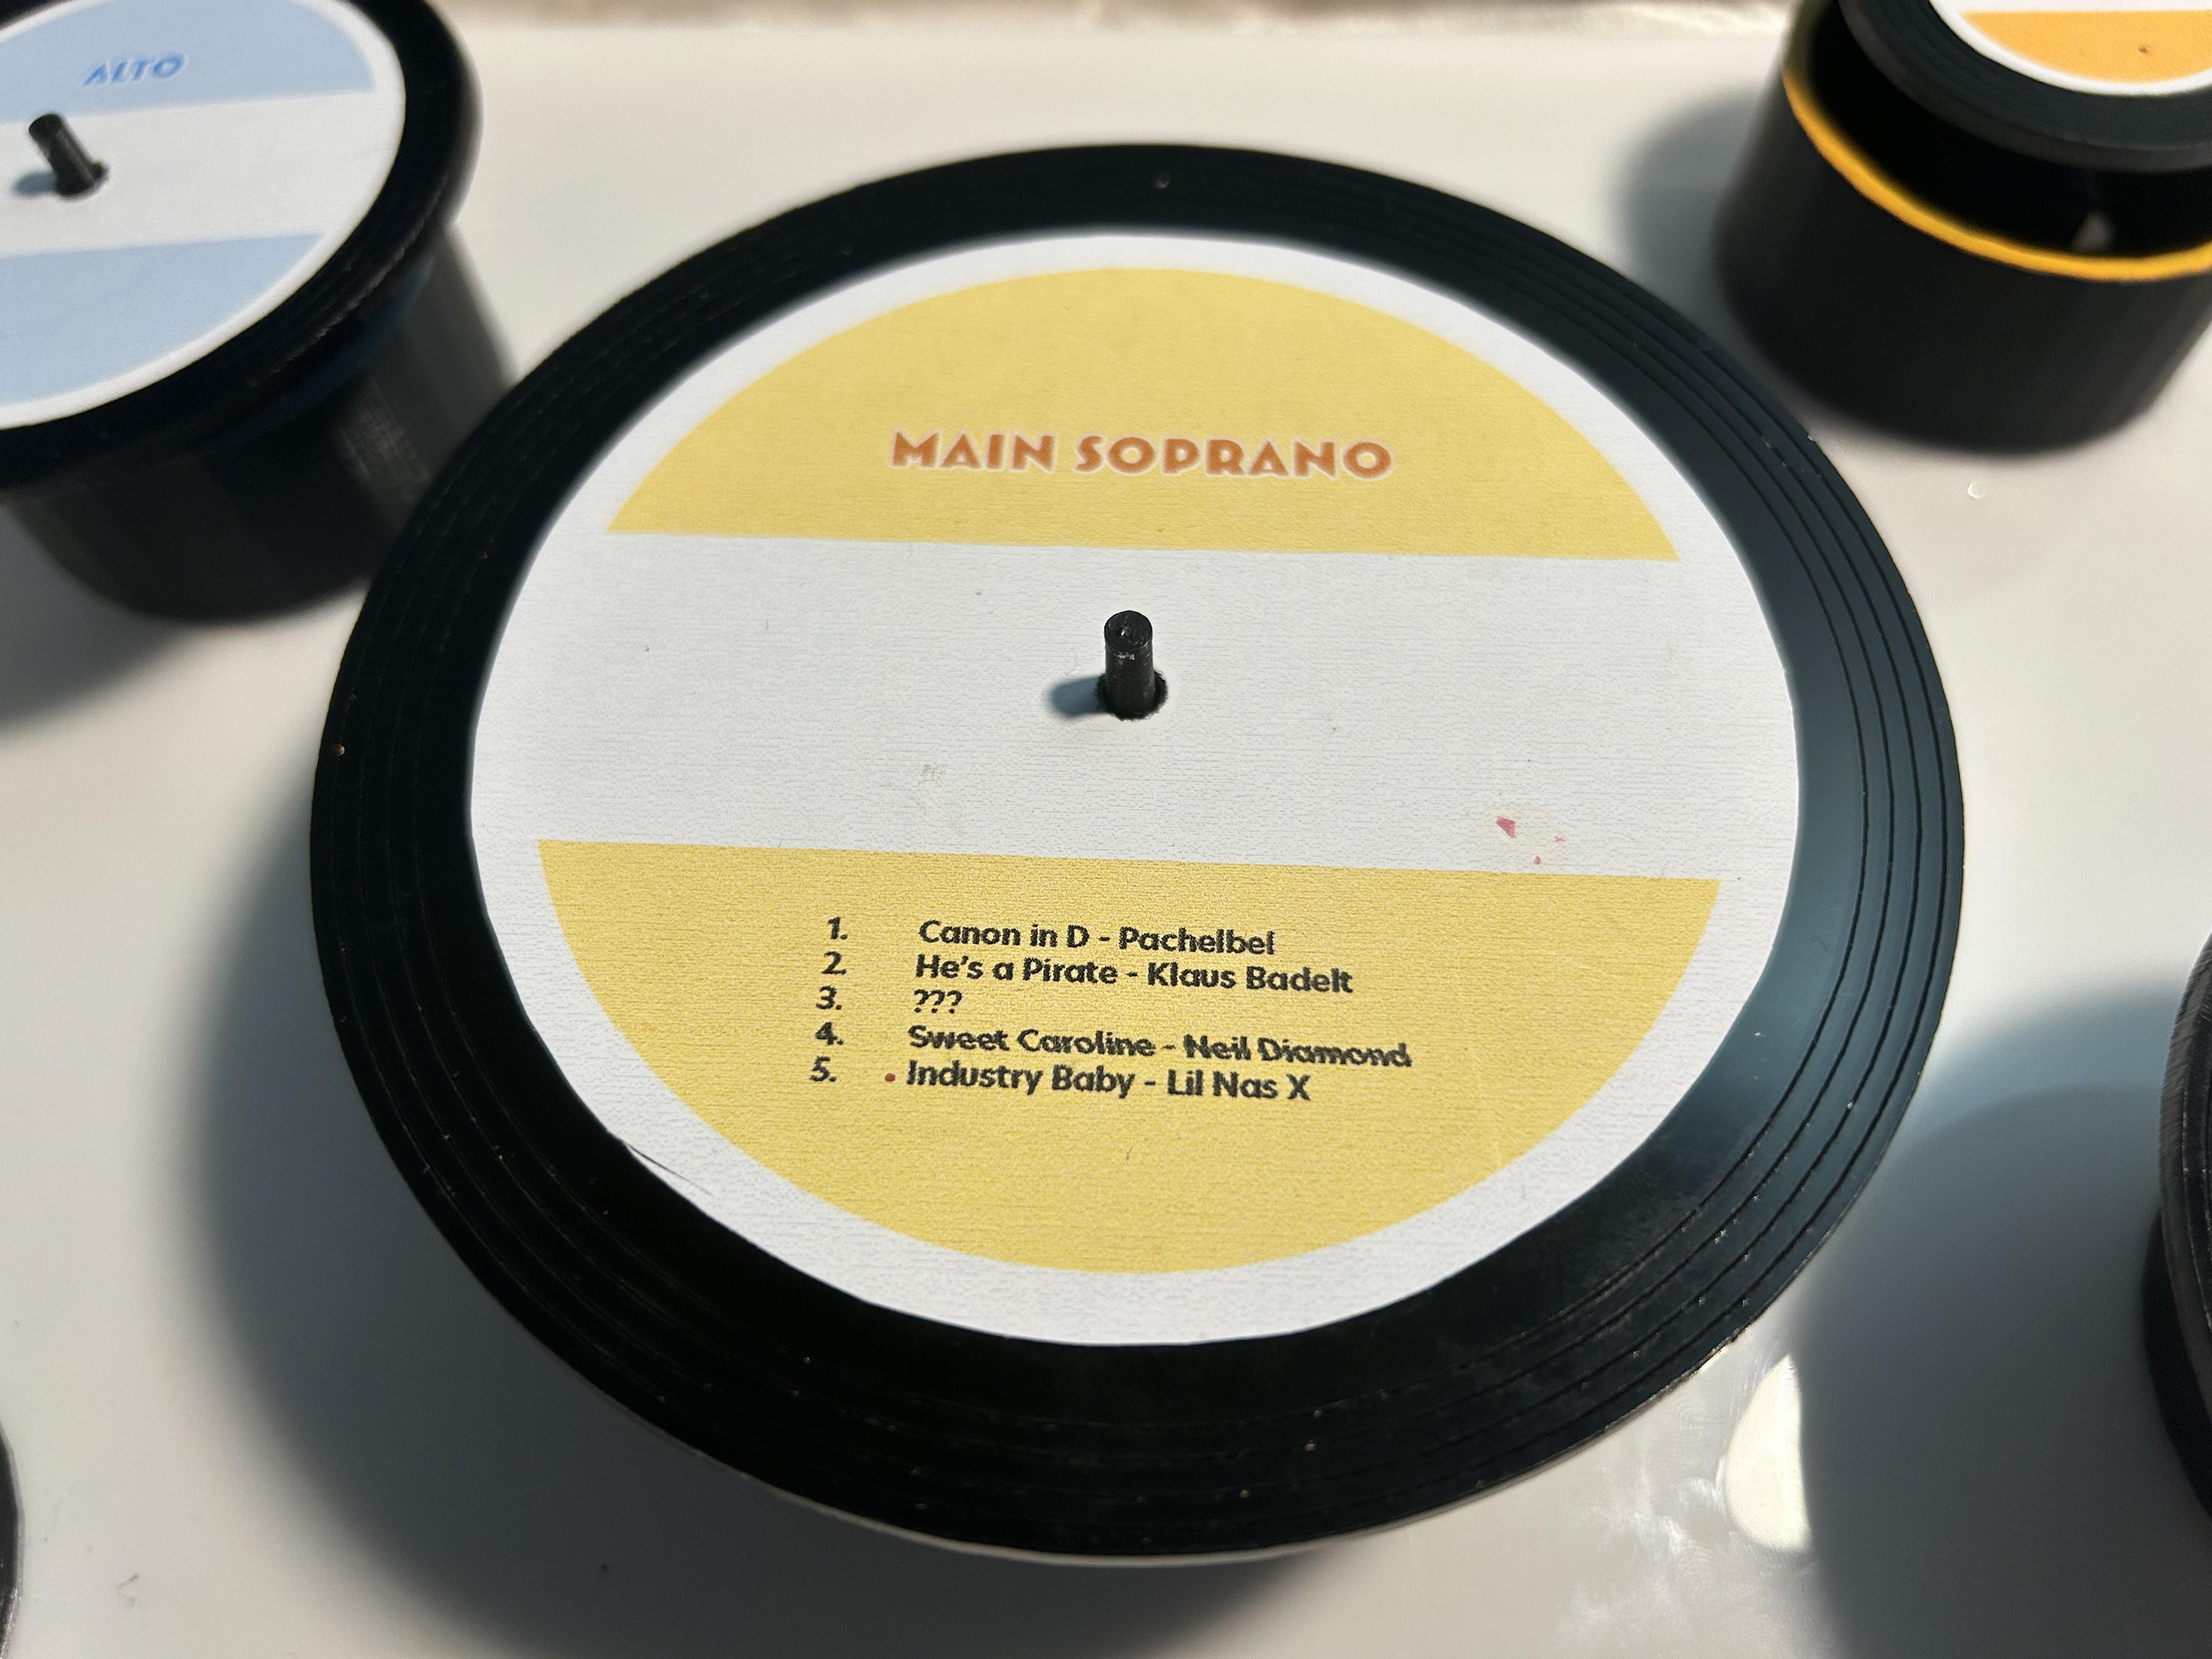 ALTO
MAIN SOPRANO
1. Canon in D - Pachelbel
2. He's a Pirate - Klaus Badelt
3. ???
4. Sweet Caroline - Neil Diamond
5. Industry Baby - Lil Nas X